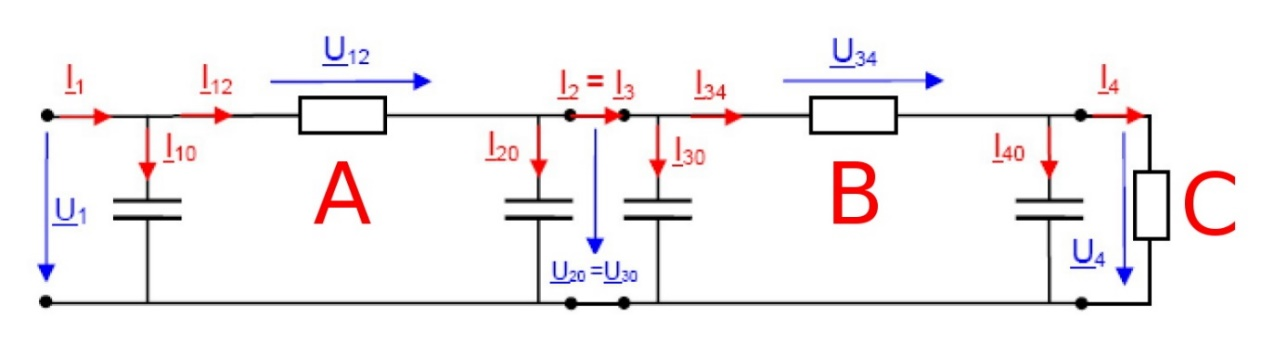 U12
U34
I1
I12
I2 = I3
I34
I4
I10
I20
I30
I40
A
B
C
U1
U20 =U30
U4